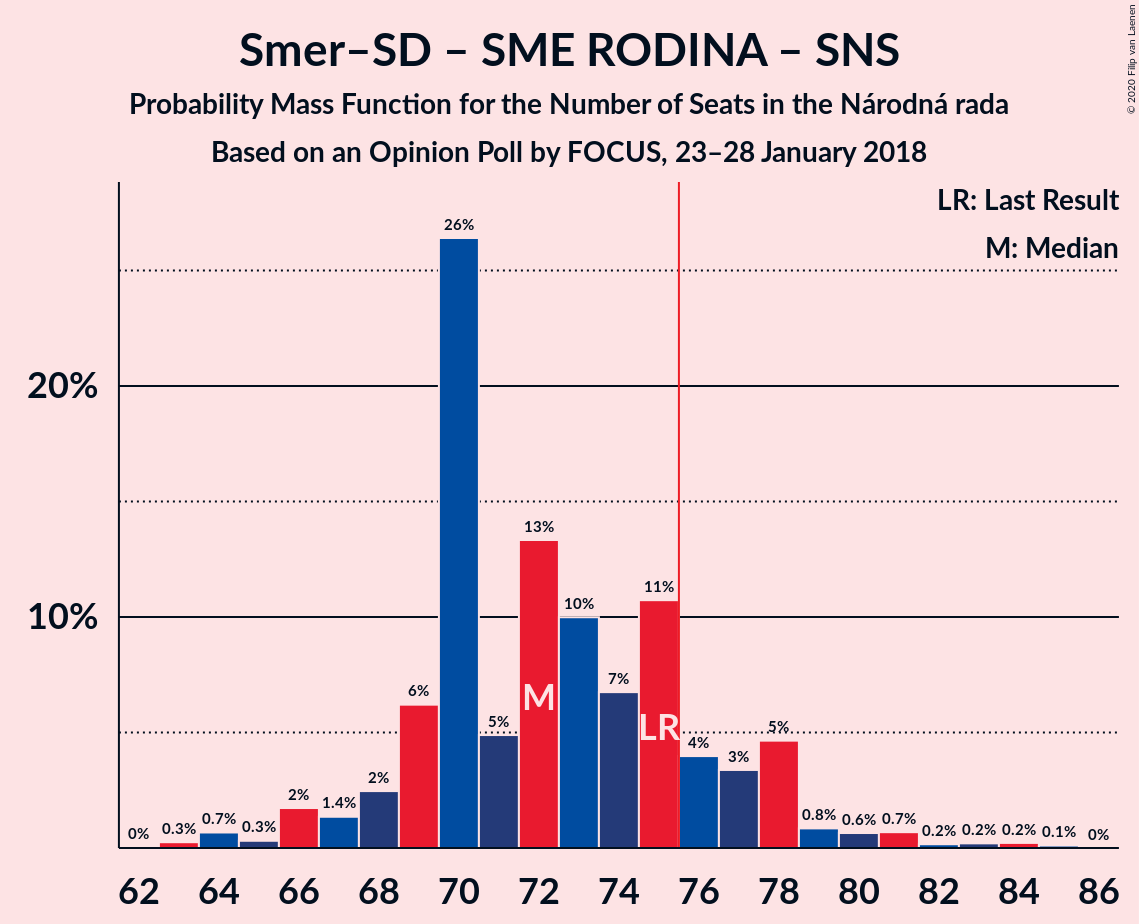 Smer–SD – SME RODINA – SNS
Probability Mass Function for the Number of Seats in the Národná rada
Based on an Opinion Poll by FOCUS, 23–28 January 2018
© 2020 Filip van Laenen
LR: Last Result
M: Median
20%
10%
0% 0.3% 0.7% 0.3% 2% 1.4% 2% 6% 26% 5% 13% 10% 7% 11% 4% 3% 5% 0.8% 0.6% 0.7% 0.2% 0.2% 0.2% 0.1% 0%
M
LR
62 64 66 68 70 72 74 76 78 80 82 84 86